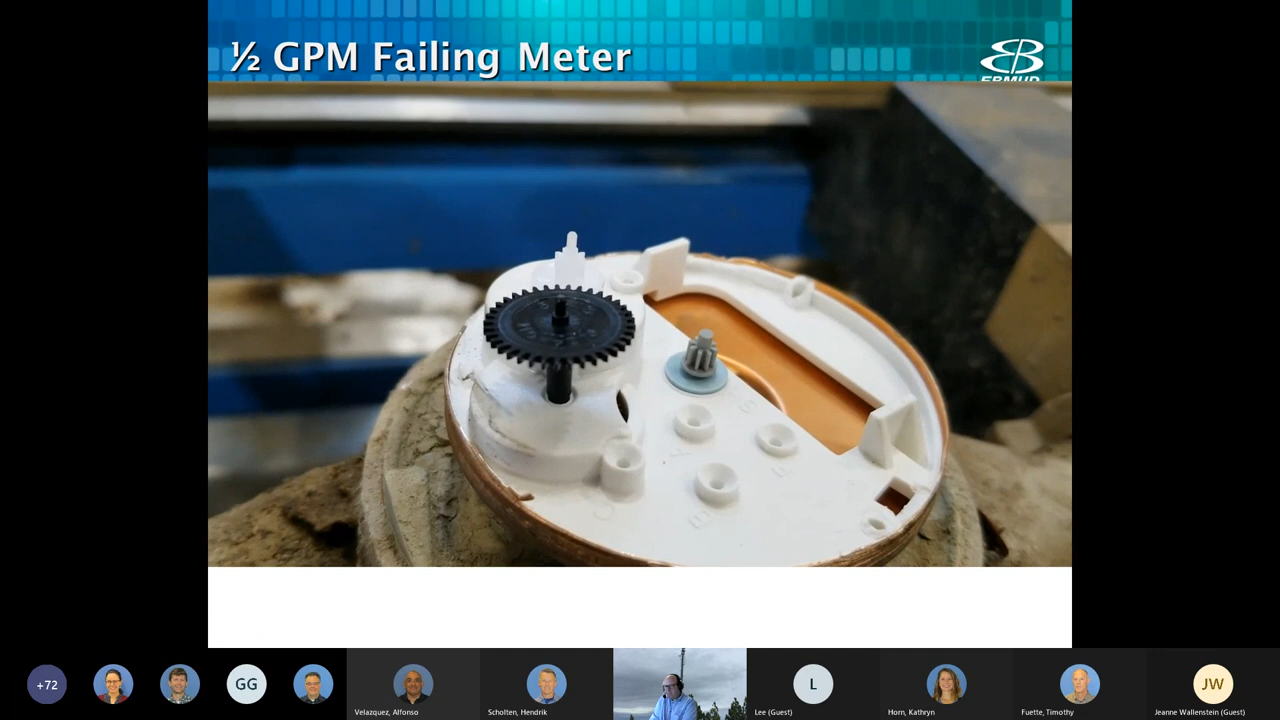 ½ GPM Failing Meter
EBMUD
+72
GG
Velazquez, Alfonso
Scholten, Hendrik
L
Lee (Guest)
Horn, Kathryn
Fuette, Timothy
JW
Jeanne Wallenstein (Guest)